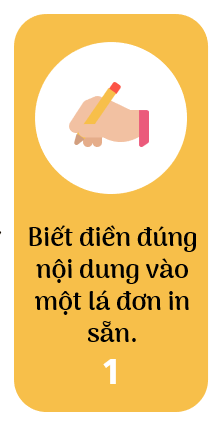 Biết điền đúng
nội dung vào
một lá đơn in
sẵn.
1